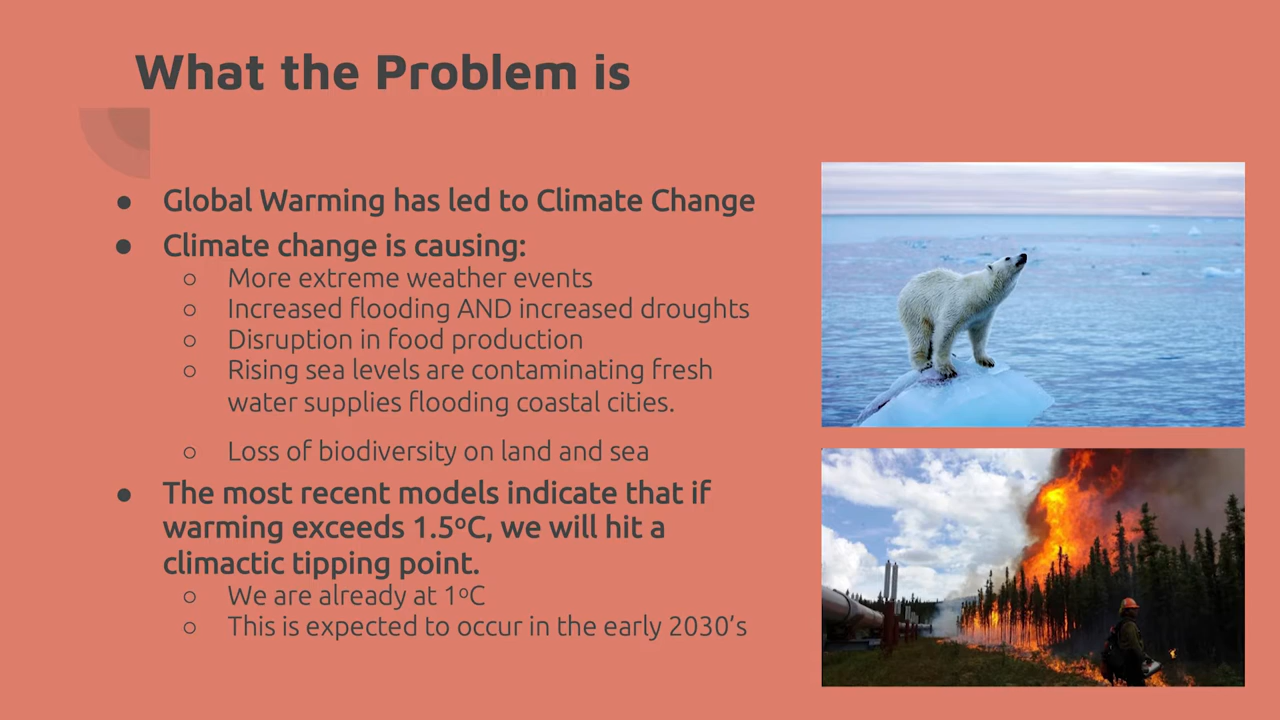 What the Problem is
● Global Warming has led to Climate Change
● Climate change is causing:
○ More extreme weather events
○ Increased flooding AND increased droughts
○ Disruption in food production
○ Rising sea levels are contaminating fresh
water supplies flooding coastal cities.
○ Loss of biodiversity on land and sea
● The most recent models indicate that if
warming exceeds 1.5ºC, we will hit a
climactic tipping point.
○ We are already at 1ºC
○ This is expected to occur in the early 2030’s